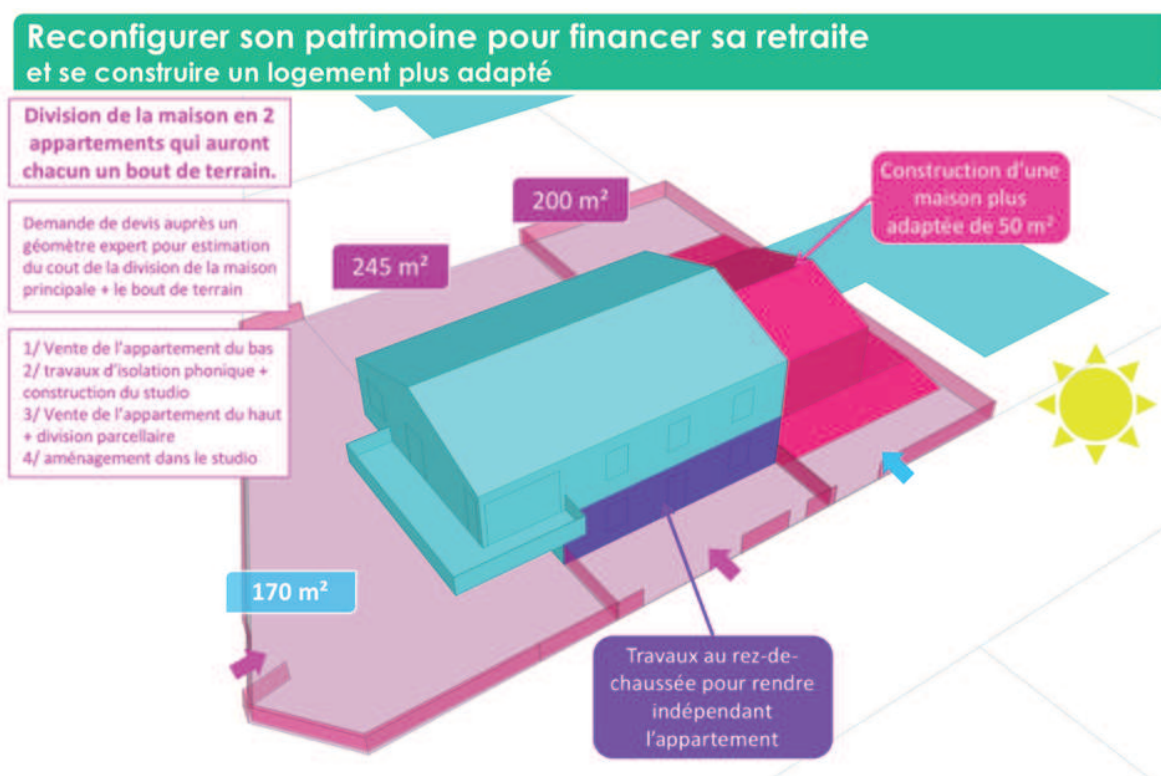 Reconfigurer son patrimoine pour financer sa retraite
et se construire un logement plus adapté
Division de la maison en 2
appartements qui auront
chacun un bout de terrain.
Demande de devis auprès un
géomètre expert pour estimation
du cout de la division de la maison
principale + le bout de terrain
1/ Vente de l'appartement du bas
2/ travaux d'isolation phonique +
construction du studio
3/ Vente de l'appartement du haut
+ division parcellaire
4/ aménagement dans le studio
200 m²
245 m²
Construction d'une
maison plus
adaptée de 50 m²
170 m²
Travaux au rez-de-
chaussée pour rendre
indépendant
l'appartement